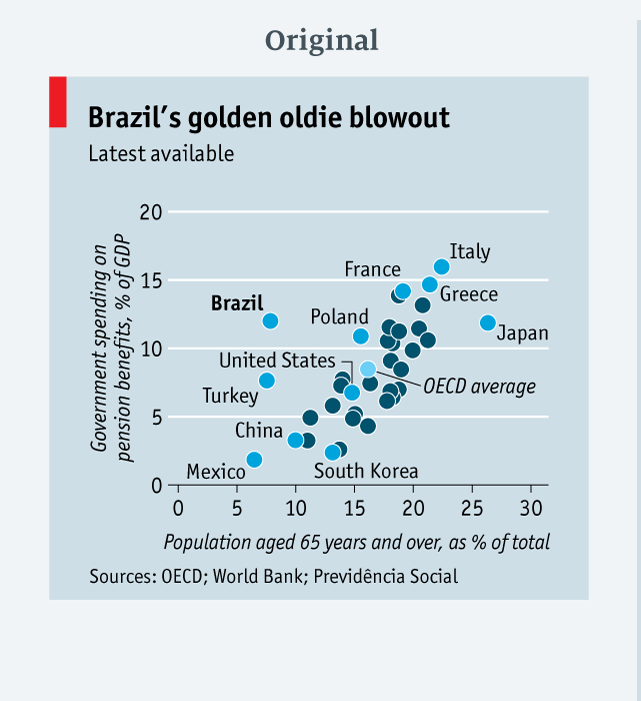 Original
Brazil's golden oldie blowout
Latest available
Government spending on
pension benefits, % of GDP
20
15
10
5
0
Italy
France
Greece
Brazil
Poland
Japan
United States
OECD average
Turkey
China
Mexico
South Korea
0 5 10 15 20 25 30
Population aged 65 years and over, as % of total
Sources: OECD; World Bank; Previdência Social